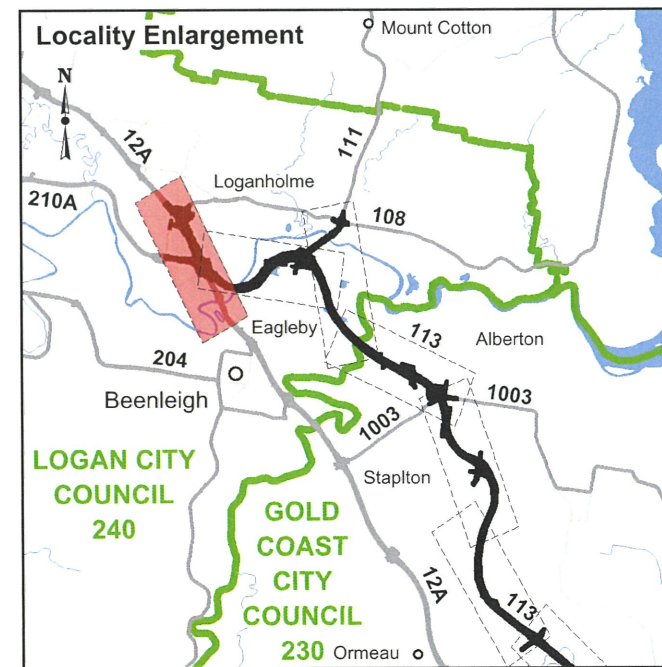 Locality Enlargement
Mount Cotton
N
12A
111
210A
Loganholme
108
Eagleby
113
Alberton
204
Beenleigh
1003
1003
LOGAN CITY
COUNCIL
240
Staplton
GOLD
COAST
CITY
COUNCIL
230
12A
113
Ormeau